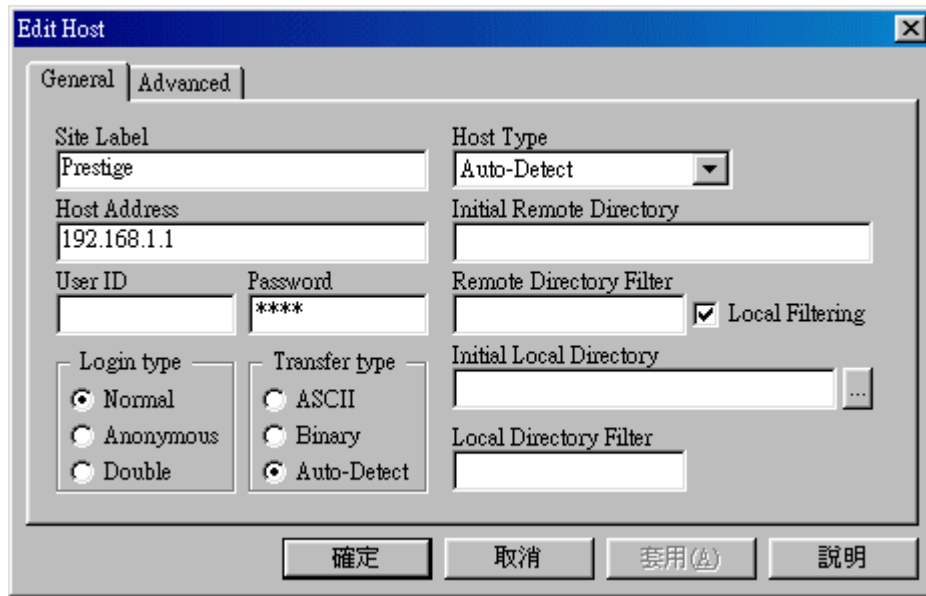 Edit Host
General
Advanced
Site Label
Prestige
Host Type
Auto-Detect
Host Address
192.168.1.1
Initial Remote Directory
User ID
Password
****
Remote Directory Filter
Local Filtering
Login type
Normal
Anonymous
Double
Transfer type
ASCII
Binary
Auto-Detect
Initial Local Directory
...
Local Directory Filter
確定
取消
套用(A)
說明